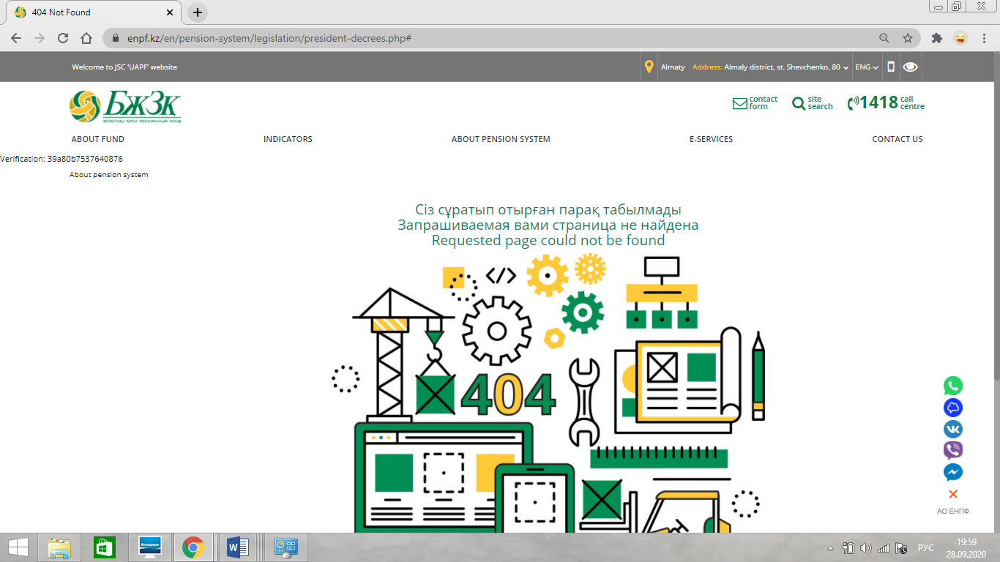 404 Not Found
enpf.kz/en/pension-system/legislation/president-decrees.php#
Welcome to JSC 'UAPF' website
Almaty Address: Almaly district, st. Shevchenko, 80
ENG
БжЗк
ЗЕЙНЕТАҚЫ ҚОРЫ / ПЕНСИОННЫЙ ФОНД
contact form
site search
1418 call centre
ABOUT FUND INDICATORS ABOUT PENSION SYSTEM E-SERVICES CONTACT US
Verification: 39a80b7537640876
About pension system
Сіз сұратып отырған парақ табылмады
Запрашиваемая вами страница не найдена
Requested page could not be found
404
АО ЕНПФ
lenovo
РУС
19:59
28.09.2020